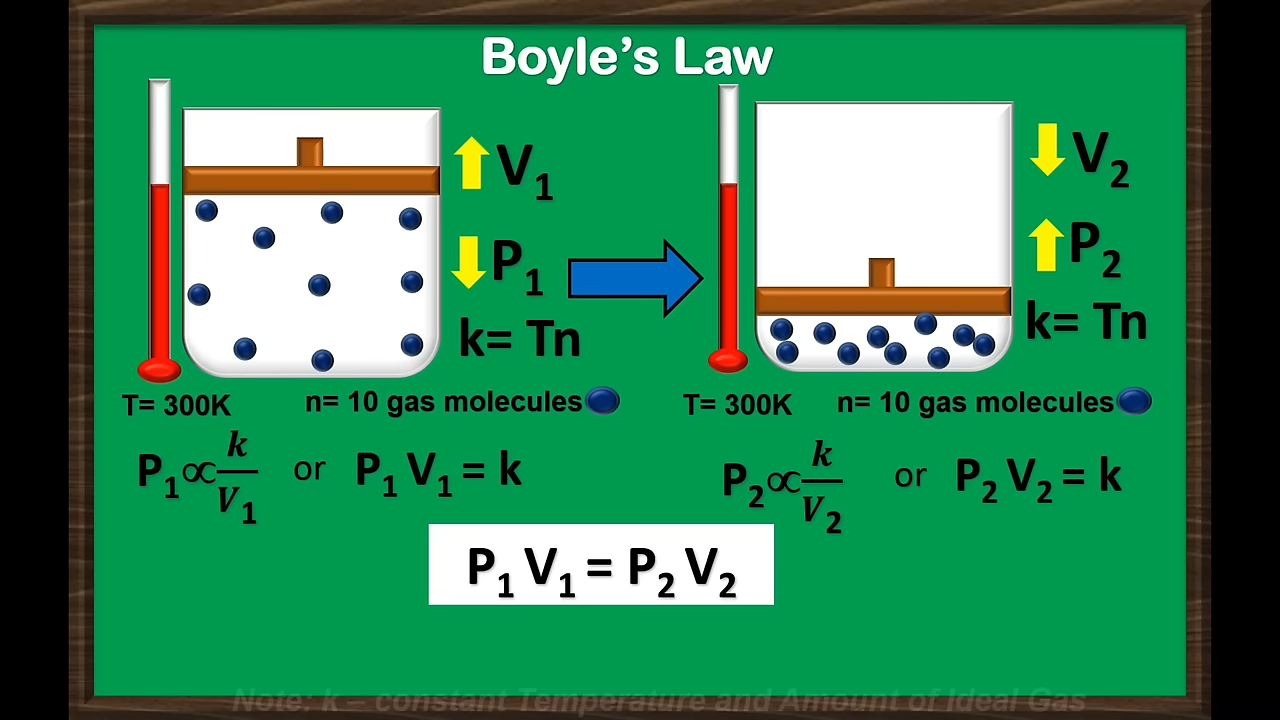 Boyle's Law
↑V₁
↓P₁
k= Tn
T= 300K
n= 10 gas molecules
P₁∝k/V₁ or P₁ V₁ = k
↓V₂
↑P₂
k= Tn
T= 300K
n= 10 gas molecules
P₂∝k/V₂ or P₂ V₂ = k
P₁ V₁ = P₂ V₂
Note: k – constant Temperature and Amount of Ideal Gas